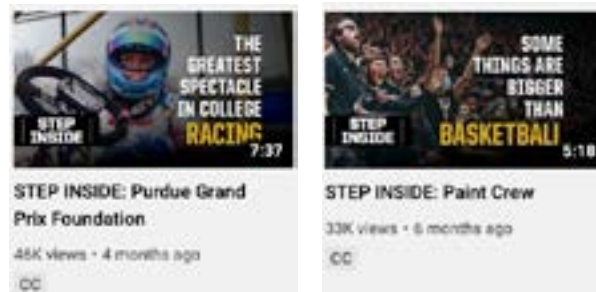 THE
GREATEST
SPECTACLE
IN COLLEGE
RACING
STEP
INSIDE
7:37
STEP INSIDE: Purdue Grand
Prix Foundation
46K views • 4 months ago
CC
SOME
THINGS ARE
BIGGER
THAN
BASKETBALL
STEP
INSIDE
5:18
STEP INSIDE: Paint Crew
33K views • 6 months ago
CC